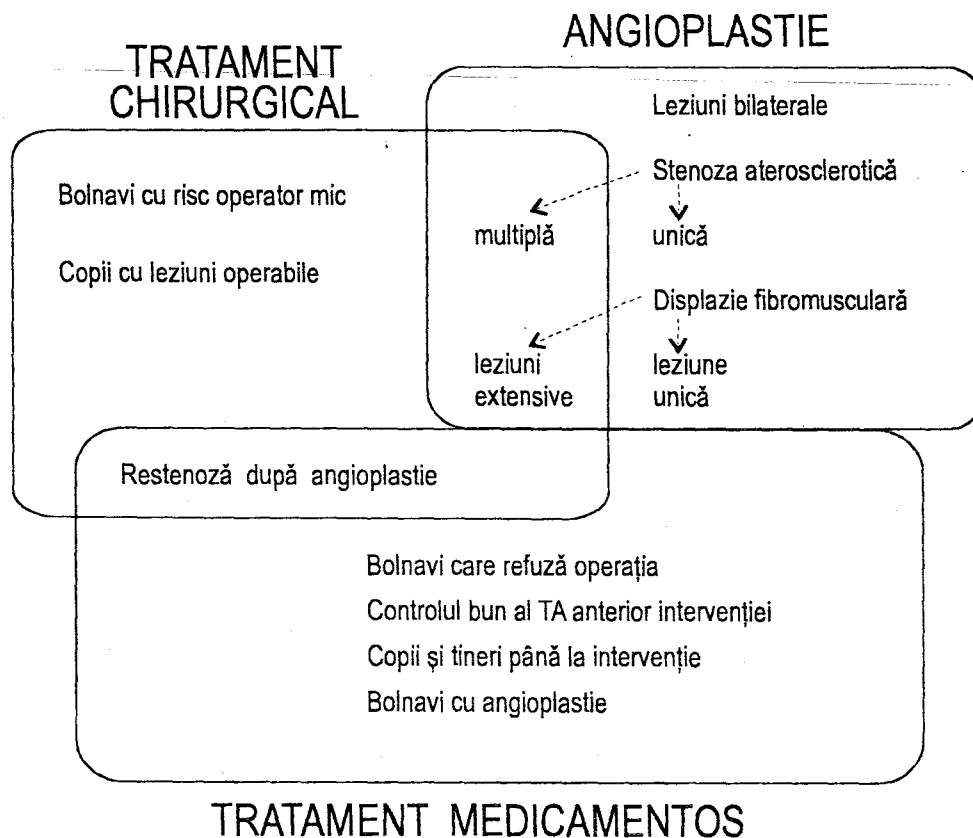 ANGIOPLASTIE
TRATAMENT
CHIRURGICAL
Leziuni bilaterale
Stenoza aterosclerotică
Bolnavi cu risc operator mic
multiplă
unică
Copii cu leziuni operabile
Displazie fibromusculară
leziuni
extensive
leziune
unică
Restenoză după angioplastie
Bolnavi care refuză operația
Controlul bun al TA anterior intervenției
Copii și tineri până la intervenție
Bolnavi cu angioplastie
TRATAMENT MEDICAMENTOS